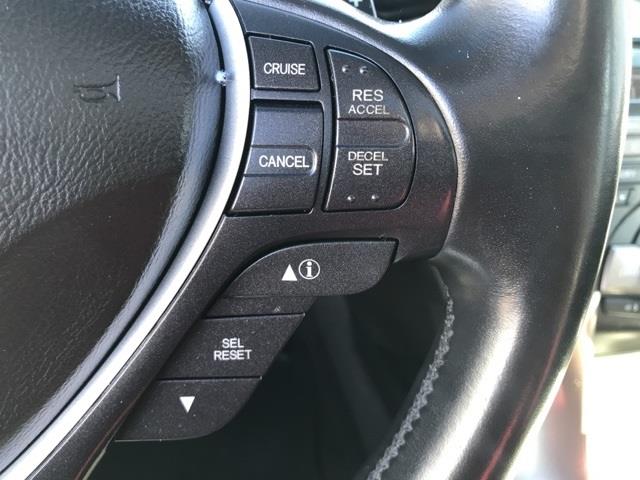 CRUISE
RES
ACCEL
CANCEL
DECEL
SET
▲ i
SEL
RESET
▼